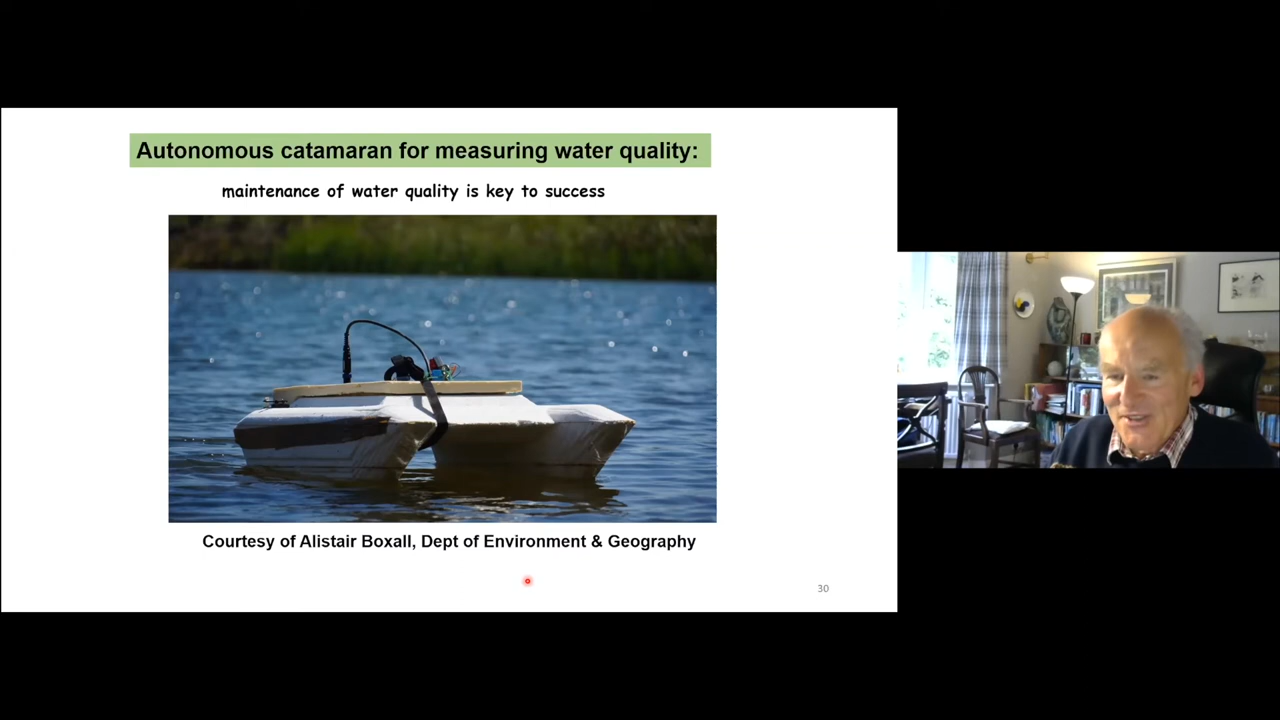 Autonomous catamaran for measuring water quality:
maintenance of water quality is key to success
Courtesy of Alistair Boxall, Dept of Environment & Geography
30